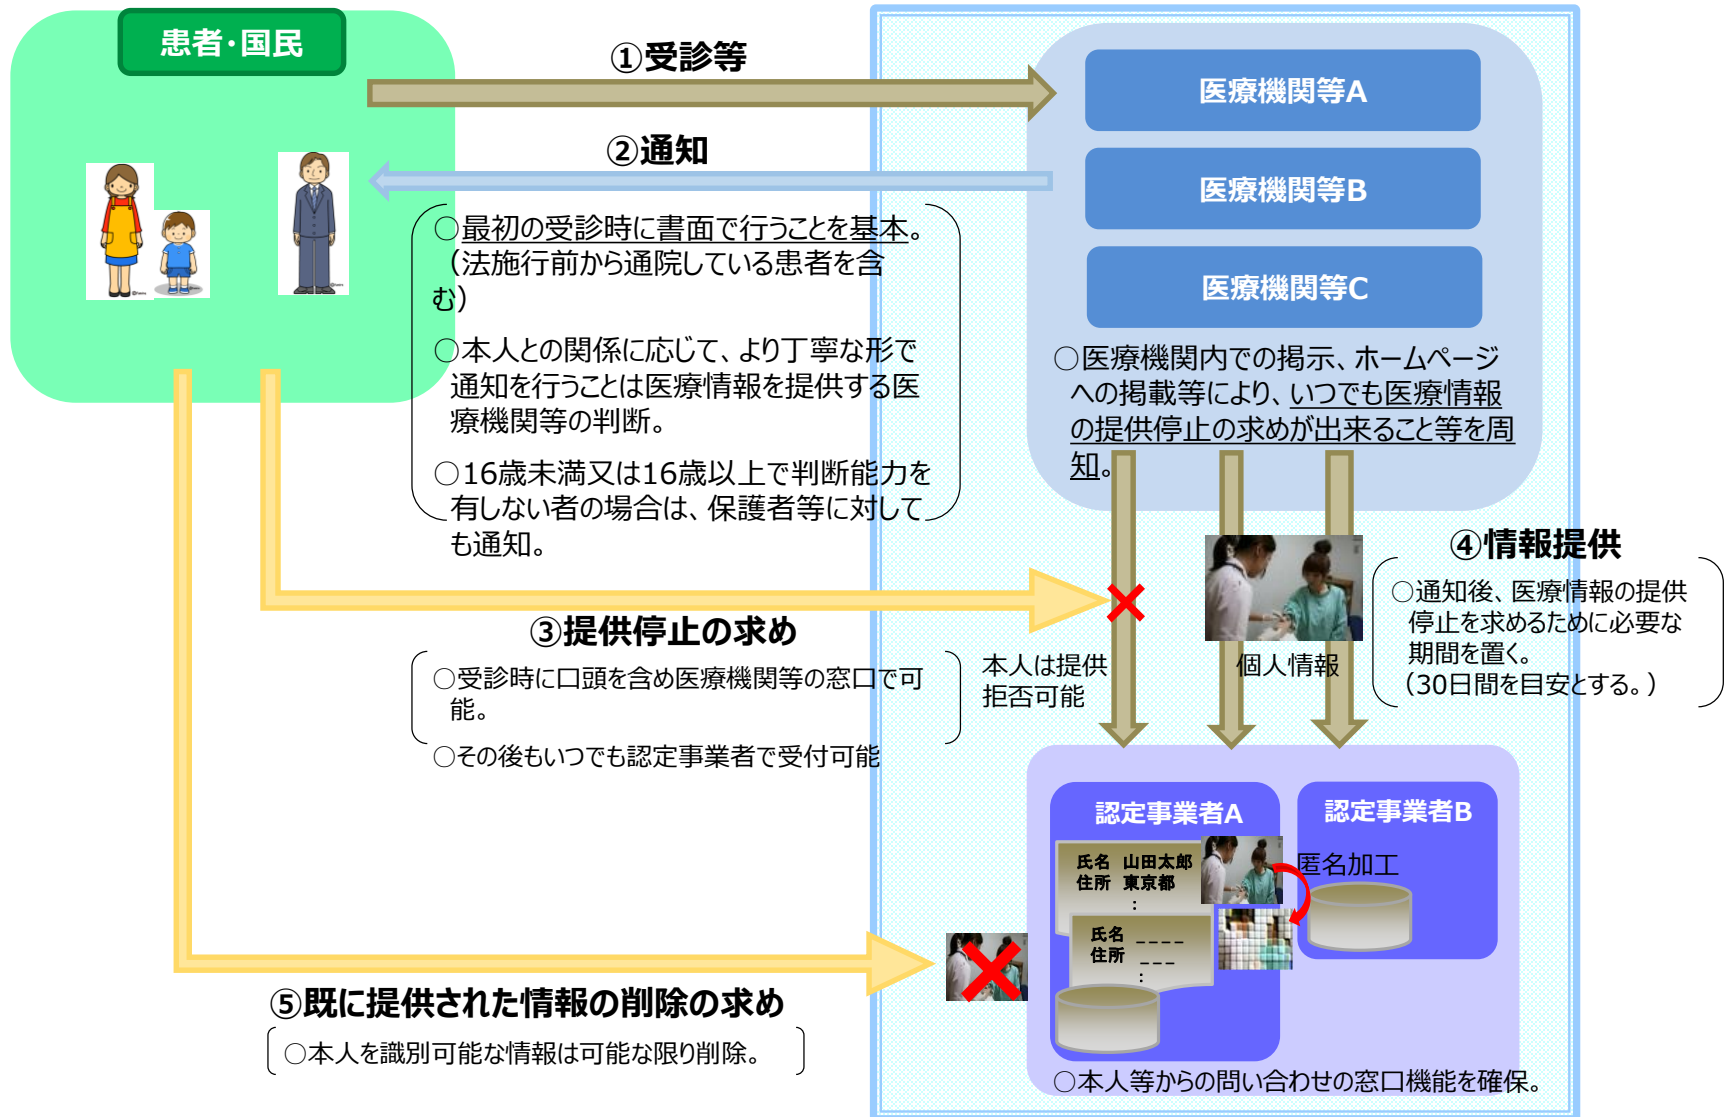 患者・国民
①受診等
医療機関等A
②通知
医療機関等B
医療機関等C
○最初の受診時に書面で行うことを基本。
（法施行前から通院している患者を含
む）
○本人との関係に応じて、より丁寧な形で
通知を行うことは医療情報を提供する医
療機関等の判断。
○16歳未満又は16歳以上で判断能力を
有しない者の場合は、保護者等に対して
も通知。
○医療機関内での掲示、ホームページ
への掲載等により、いつでも医療情報
の提供停止の求めが出来ること等を周
知。
④情報提供
○通知後、医療情報の提供
停止を求めるために必要な
期間を置く。
（30日間を目安とする。）
③提供停止の求め
○受診時に口頭を含め医療機関等の窓口で可
能。
○その後もいつでも認定事業者で受付可能
本人は提供
拒否可能
個人情報
認定事業者A
認定事業者B
氏名 山田太郎
住所 東京都
：
匿名加工
氏名 ____
住所 ___
：
⑤既に提供された情報の削除の求め
○本人を識別可能な情報は可能な限り削除。
○本人等からの問い合わせの窓口機能を確保。